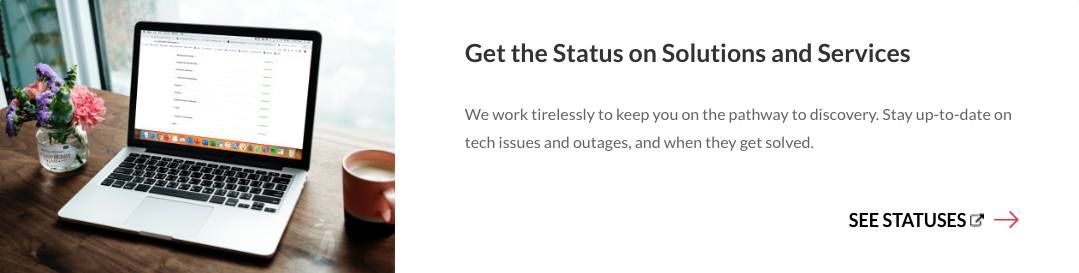 Get the Status on Solutions and Services
We work tirelessly to keep you on the pathway to discovery. Stay up-to-date on
tech issues and outages, and when they get solved.
SEE STATUSES